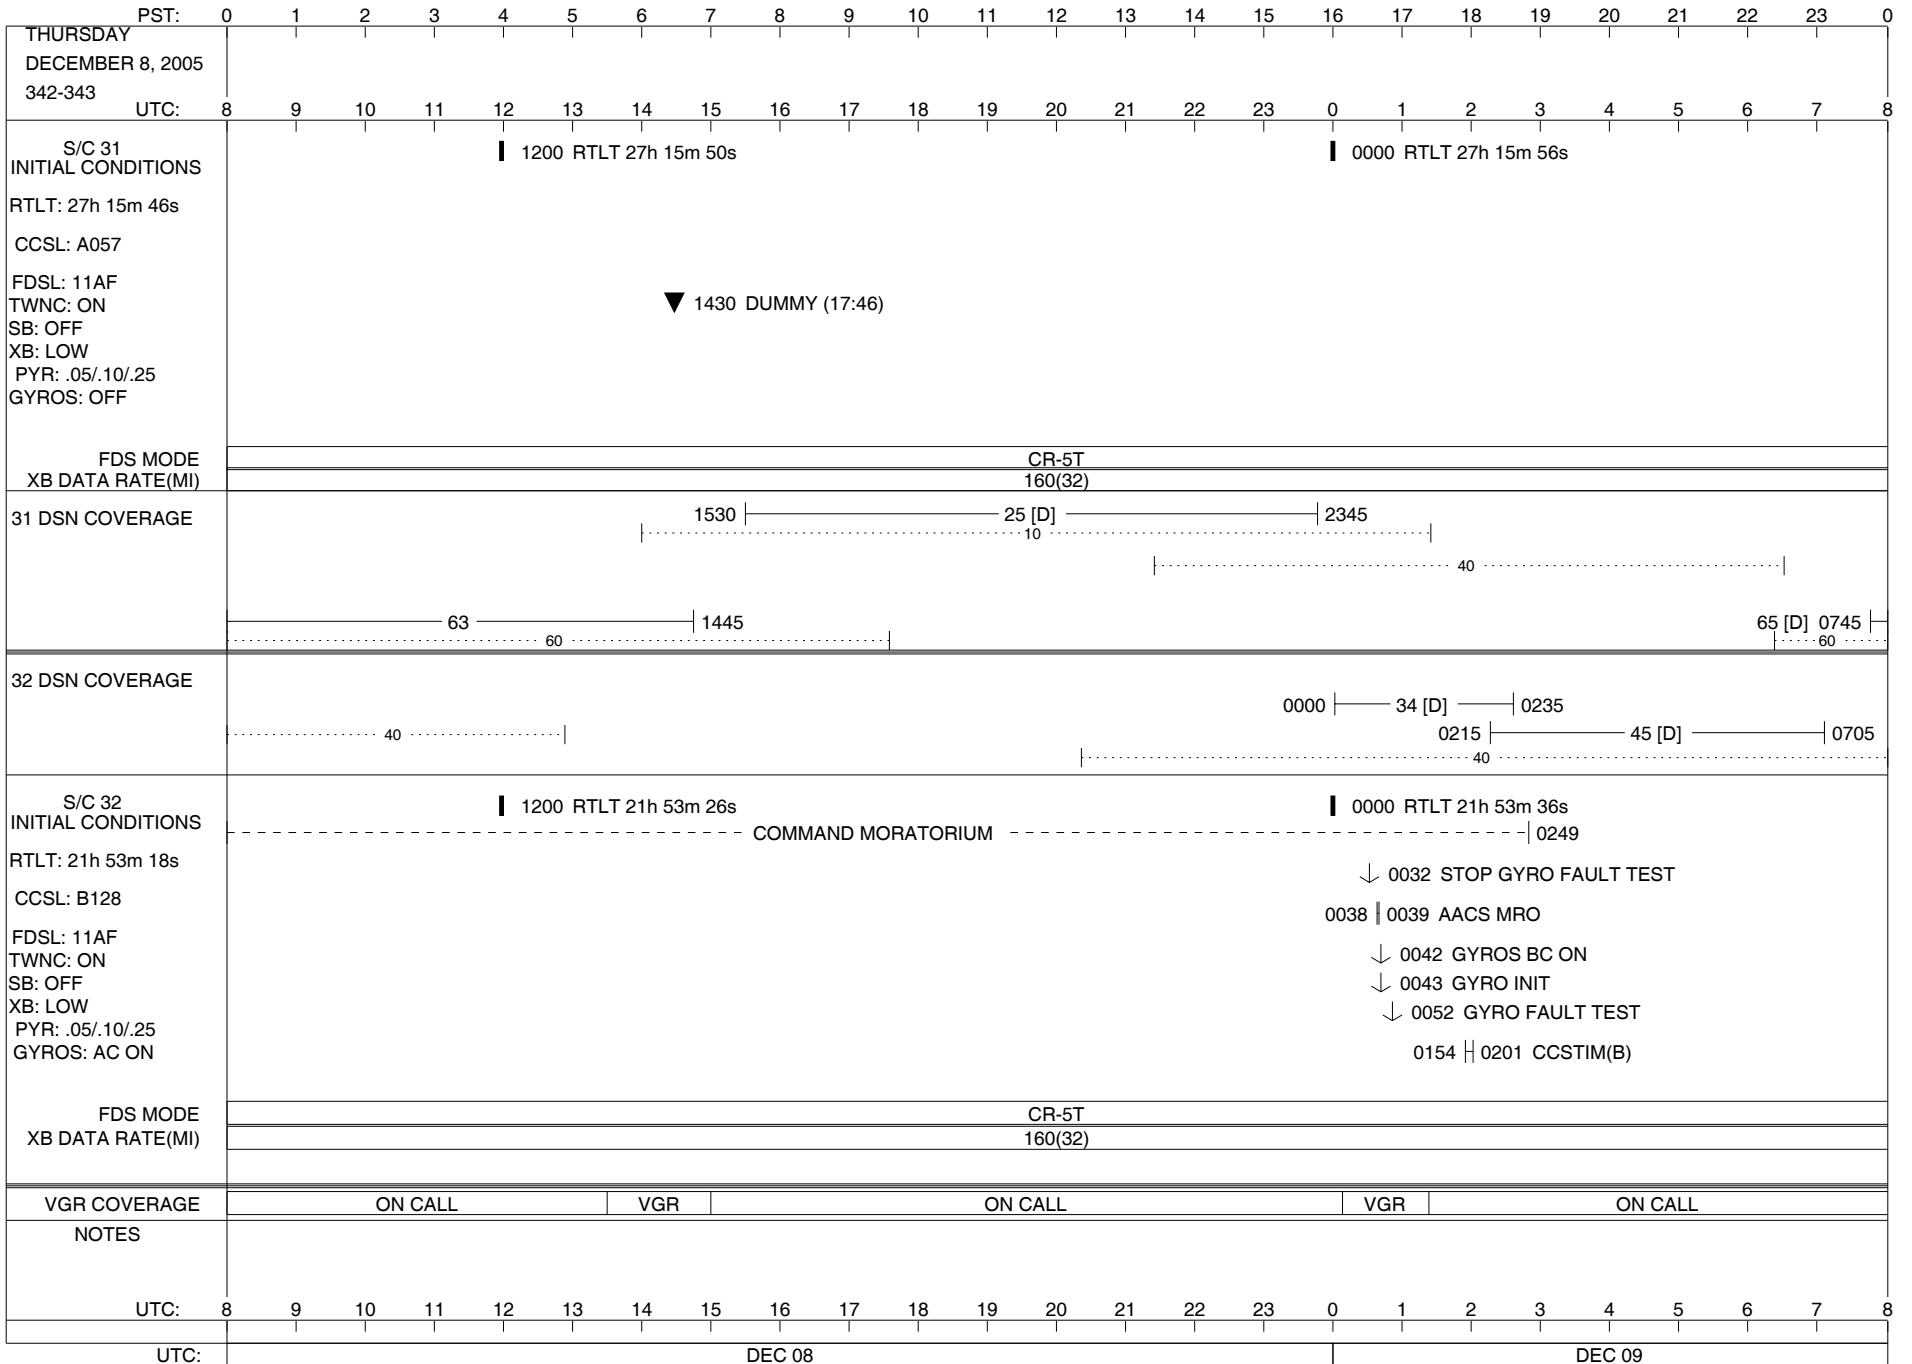 PST: 0 1 2 3 4 5 6 7 8 9 10 11 12 13 14 15 16 17 18 19 20 21 22 23 0
THURSDAY
DECEMBER 8, 2005
342-343
UTC: 8 9 10 11 12 13 14 15 16 17 18 19 20 21 22 23 0 1 2 3 4 5 6 7 8
S/C 31
INITIAL CONDITIONS
1200 RTLT 27h 15m 50s
0000 RTLT 27h 15m 56s
RTLT: 27h 15m 46s
CCSL: A057
FDSL: 11AF
TWNC: ON
1430 DUMMY (17:46)
SB: OFF
XB: LOW
PYR: .05/.10/.25
GYROS: OFF
FDS MODE CR-5T
XB DATA RATE(MI) 160(32)
31 DSN COVERAGE
1530 25 [D] 2345
10
40
63 1445
65 [D] 0745
60
60
32 DSN COVERAGE
0000 34 [D] 0235
40
0215 45 [D] 0705
40
S/C 32
INITIAL CONDITIONS
1200 RTLT 21h 53m 26s
0000 RTLT 21h 53m 36s
COMMAND MORATORIUM 0249
RTLT: 21h 53m 18s
0032 STOP GYRO FAULT TEST
CCSL: B128
0038 0039 AACS MRO
FDSL: 11AF
TWNC: ON
0042 GYROS BC ON
SB: OFF
0043 GYRO INIT
XB: LOW
0052 GYRO FAULT TEST
PYR: .05/.10/.25
GYROS: AC ON
0154 0201 CCSTIM(B)
FDS MODE CR-5T
XB DATA RATE(MI) 160(32)
VGR COVERAGE ON CALL VGR ON CALL VGR ON CALL
NOTES
UTC: 8 9 10 11 12 13 14 15 16 17 18 19 20 21 22 23 0 1 2 3 4 5 6 7 8
UTC: DEC 08 DEC 09